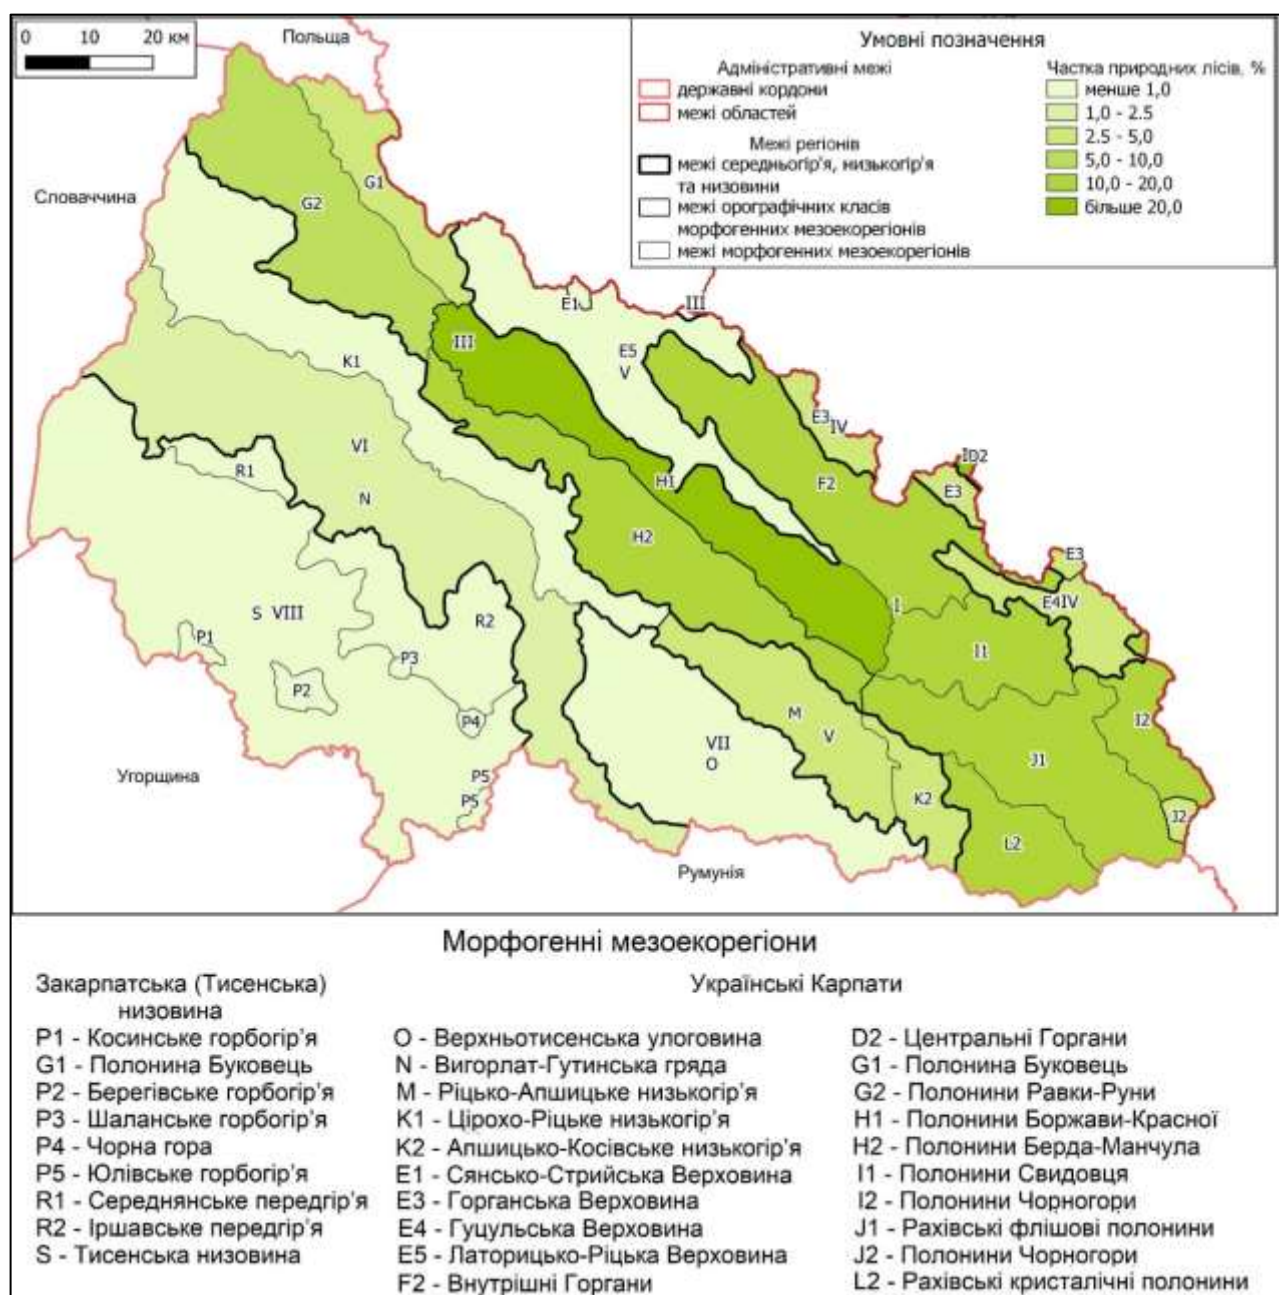 0 10 20 км
Польща
Умовні позначення
Адміністративні межі
державні кордони
межі областей
Межі регіонів
межі середньогір'я, низькогір'я
та низовини
межі орографічних класів
морфогенних мезоекорегіонів
межі морфогенних мезоекорегіонів
Частка природних лісів, %
менше 1,0
1,0 - 2.5
2.5 - 5,0
5,0 - 10,0
10,0 - 20,0
більше 20,0
Словаччина
G1
G2
E1
III
III
E5
V
K1
E3
IV
VI
R1
N
H1
F2
ID2
E3
H2
E3
S VIII
R2
I
E4IV
P1
P3
I1
P2
P4
M
V
I2
VII
O
Угорщина
P5
P5
J1
K2
J2
L2
Румунія
Морфогенні мезоекорегіони
Закарпатська (Тисенська)
низовина
P1 - Косинське горбогір'я
G1 - Полонина Буковець
P2 - Берегівське горбогір'я
P3 - Шаланське горбогір'я
P4 - Чорна гора
P5 - Юлівське горбогір'я
R1 - Середнянське передгір'я
R2 - Іршавське передгір'я
S - Тисенська низовина
Українські Карпати
O - Верхньотисенська улоговина
N - Вигорлат-Гутинська гряда
M - Ріцько-Апшицьке низькогір'я
K1 - Цірохо-Ріцьке низькогір'я
K2 - Апшицько-Косівське низькогір'я
E1 - Сянсько-Стрийська Верховина
E3 - Горганська Верховина
E4 - Гуцульська Верховина
E5 - Латорицько-Ріцька Верховина
F2 - Внутрішні Горгани
D2 - Центральні Горгани
G1 - Полонина Буковець
G2 - Полонини Равки-Руни
H1 - Полонини Боржави-Красної
H2 - Полонини Берда-Манчула
I1 - Полонини Свидовця
I2 - Полонини Чорногори
J1 - Рахівські флішові полонини
J2 - Полонини Чорногори
L2 - Рахівські кристалічні полонини